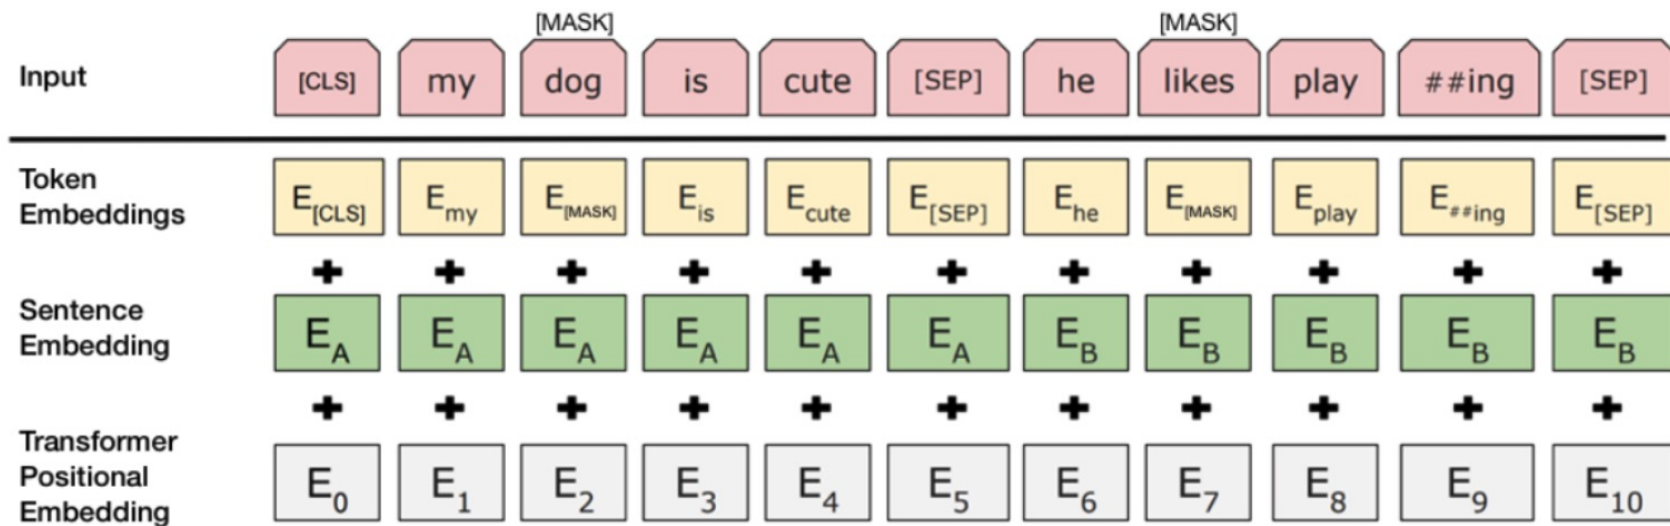 [MASK] [MASK]
Input [CLS] my dog is cute [SEP] he likes play ##ing [SEP]
Token
Embeddings E[CLS] Emy E[MASK] Eis Ecute E[SEP] Ehe E[MASK] Eplay E##ing E[SEP]
+ + + + + + + + + + +
Sentence
Embedding EA EA EA EA EA EA EB EB EB EB EB
+ + + + + + + + + + +
Transformer
Positional
Embedding E0 E1 E2 E3 E4 E5 E6 E7 E8 E9 E10